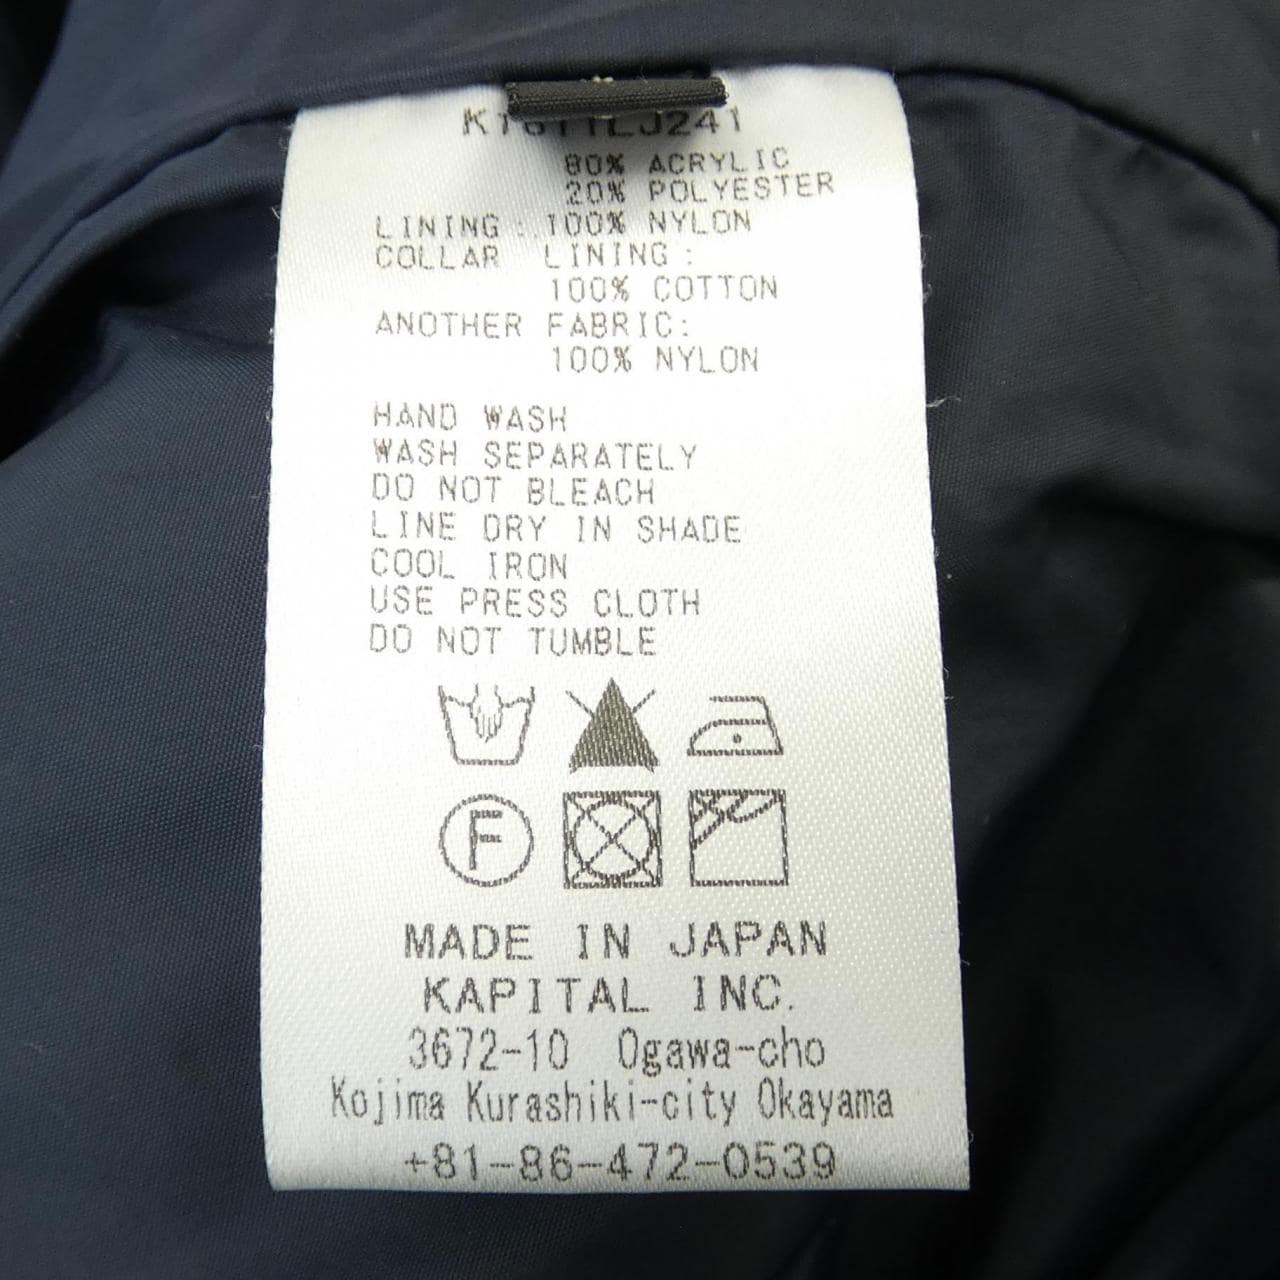 80% ACRYLIC
20% POLYESTER
LINING : 100% NYLON
COLLAR LINING :
100% COTTON
ANOTHER FABRIC:
100% NYLON
HAND WASH
WASH SEPARATELY
DO NOT BLEACH
LINE DRY IN SHADE
COOL IRON
USE PRESS CLOTH
DO NOT TUMBLE
F
MADE IN JAPAN
KAPITAL INC.
3672-10 Ogawa-cho
Kojima Kurashiki-city Okayama
+81-86-472-0539